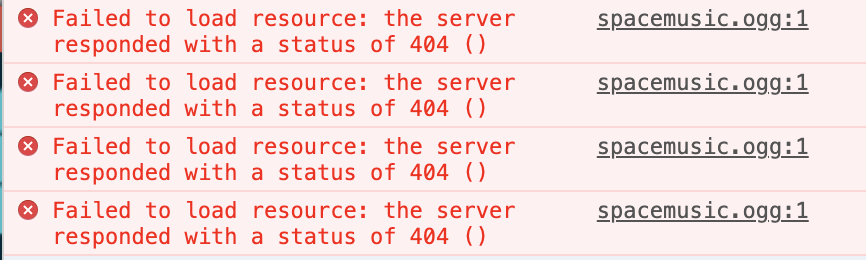 Failed to load resource: the server spacemusic.ogg:1
responded with a status of 404 ()
Failed to load resource: the server spacemusic.ogg:1
responded with a status of 404 ()
Failed to load resource: the server spacemusic.ogg:1
responded with a status of 404 ()
Failed to load resource: the server spacemusic.ogg:1
responded with a status of 404 ()